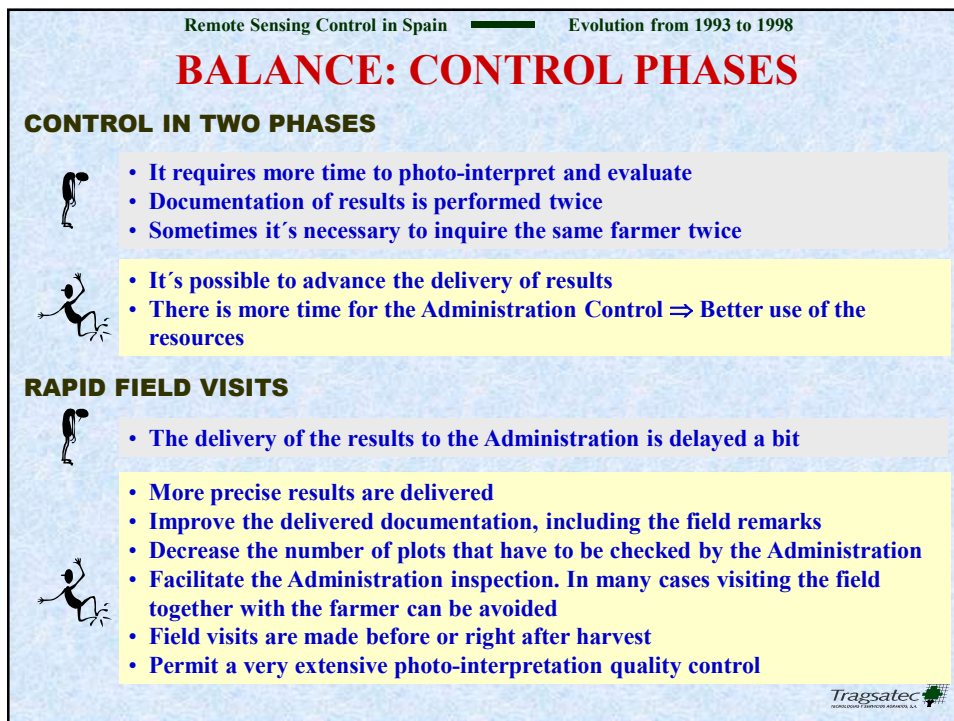 Remote Sensing Control in Spain Evolution from 1993 to 1998
BALANCE: CONTROL PHASES
CONTROL IN TWO PHASES
• It requires more time to photo-interpret and evaluate
• Documentation of results is performed twice
• Sometimes it´s necessary to inquire the same farmer twice
• It´s possible to advance the delivery of results
• There is more time for the Administration Control ⇒ Better use of the
resources
RAPID FIELD VISITS
• The delivery of the results to the Administration is delayed a bit
• More precise results are delivered
• Improve the delivered documentation, including the field remarks
• Decrease the number of plots that have to be checked by the Administration
• Facilitate the Administration inspection. In many cases visiting the field
together with the farmer can be avoided
• Field visits are made before or right after harvest
• Permit a very extensive photo-interpretation quality control
Tragsatec
TECNOLOGIAS Y SERVICIOS AGRARIOS, S.A.